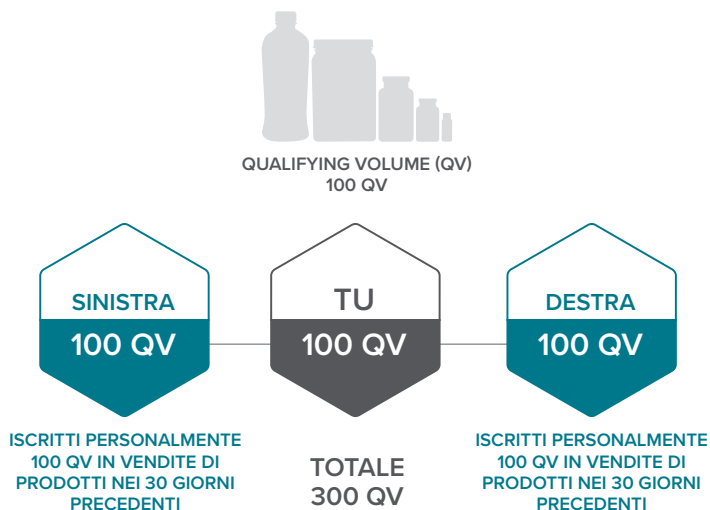 QUALIFYING VOLUME (QV)
100 QV
SINISTRA
100 QV
TU
100 QV
DESTRA
100 QV
ISCRITTI PERSONALMENTE
100 QV IN VENDITE DI
PRODOTTI NEI 30 GIORNI
PRECEDENTI
TOTALE
300 QV
ISCRITTI PERSONALMENTE
100 QV IN VENDITE DI
PRODOTTI NEI 30 GIORNI
PRECEDENTI